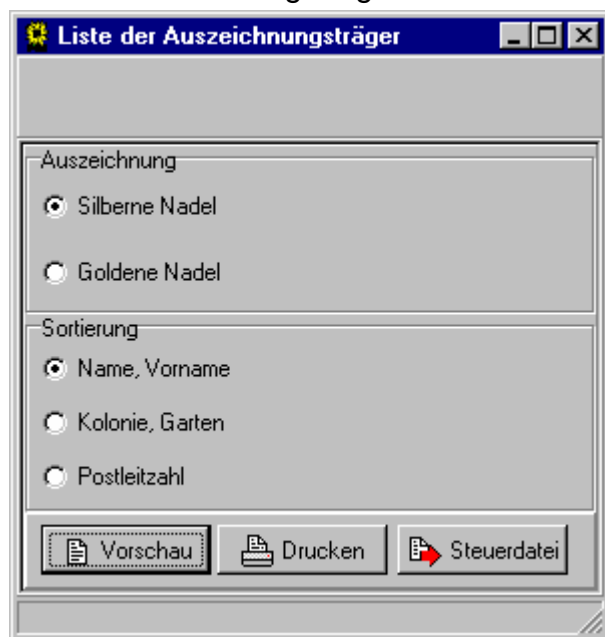 Liste der Auszeichnungsträger
Auszeichnung
Silberne Nadel
Goldene Nadel
Sortierung
Name, Vorname
Kolonie, Garten
Postleitzahl
Vorschau Drucken Steuerdatei